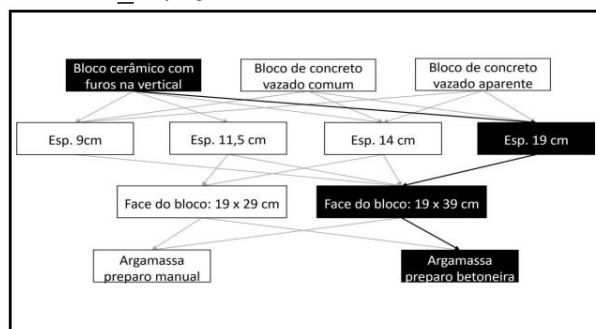 Bloco cerâmico com
furos na vertical
Bloco de concreto
vazado comum
Bloco de concreto
vazado aparente
Esp. 9cm
Esp. 11,5 cm
Esp. 14 cm
Esp. 19 cm
Face do bloco: 19 x 29 cm
Face do bloco: 19 x 39 cm
Argamassa
preparo manual
Argamassa
preparo betoneira